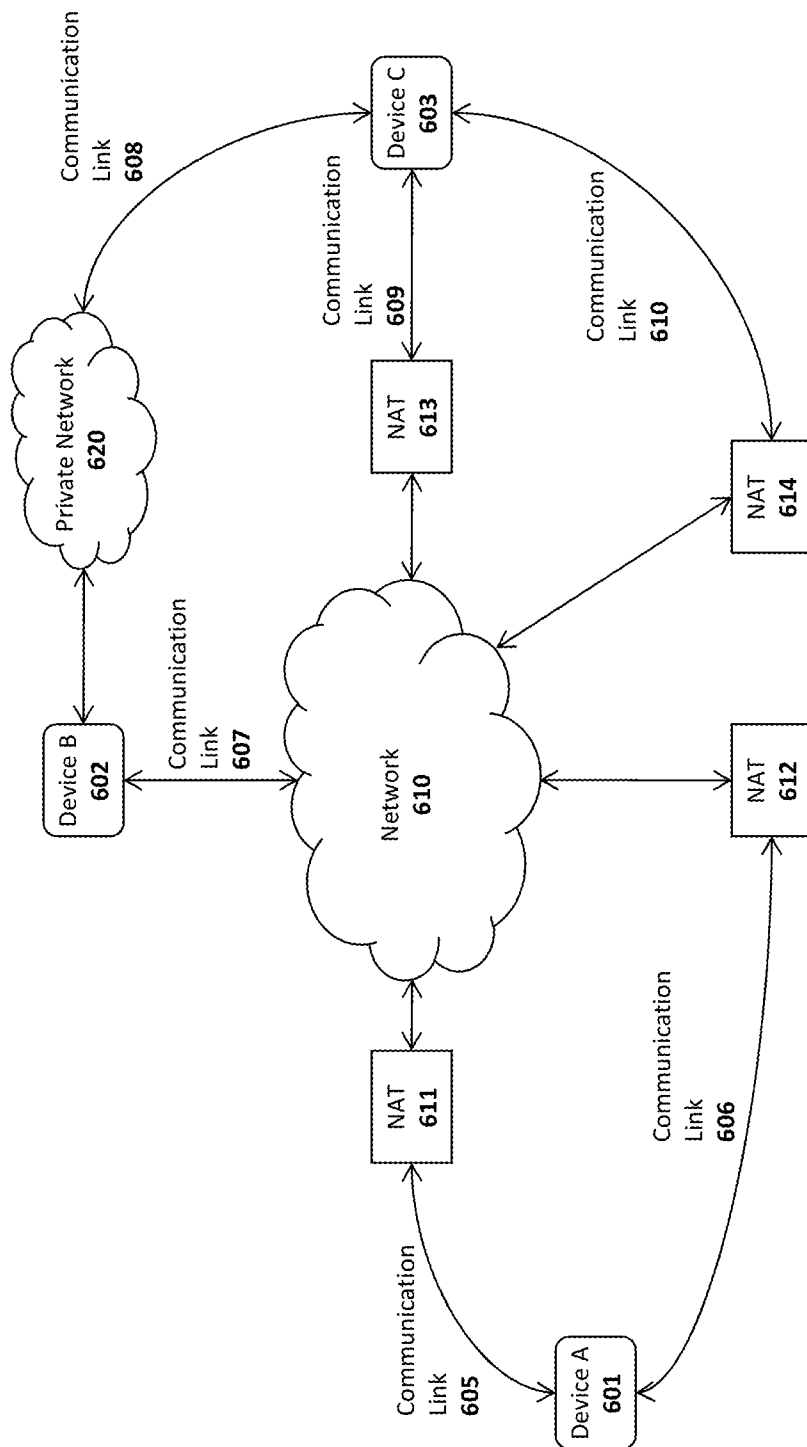 Communication
Link
608
Private Network
620
Device B
602
Communication
Link
607
Device C
603
Communication
Link
609
NAT
613
Network
610
NAT
611
Communication
Link
610
NAT
614
NAT
612
Communication
Link
605
Device A
601
Communication
Link
606